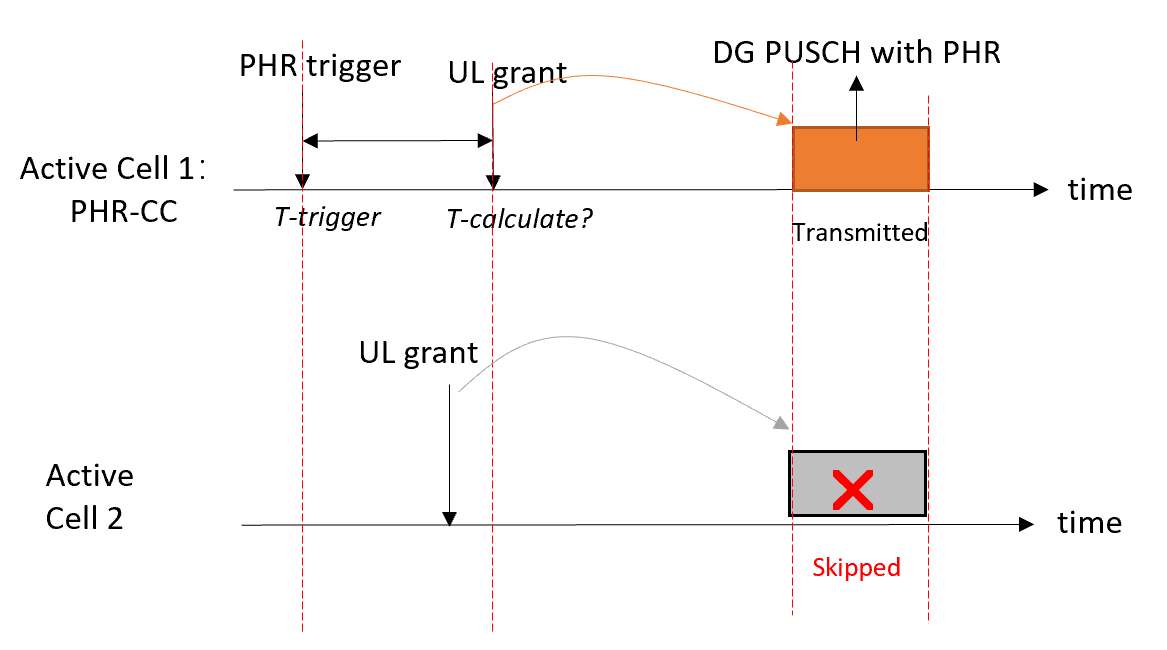 DG PUSCH with PHR
PHR trigger
UL grant
Active Cell 1:
PHR-CC
time
T-trigger
T-calculate?
Transmitted
UL grant
Active
Cell 2
time
Skipped